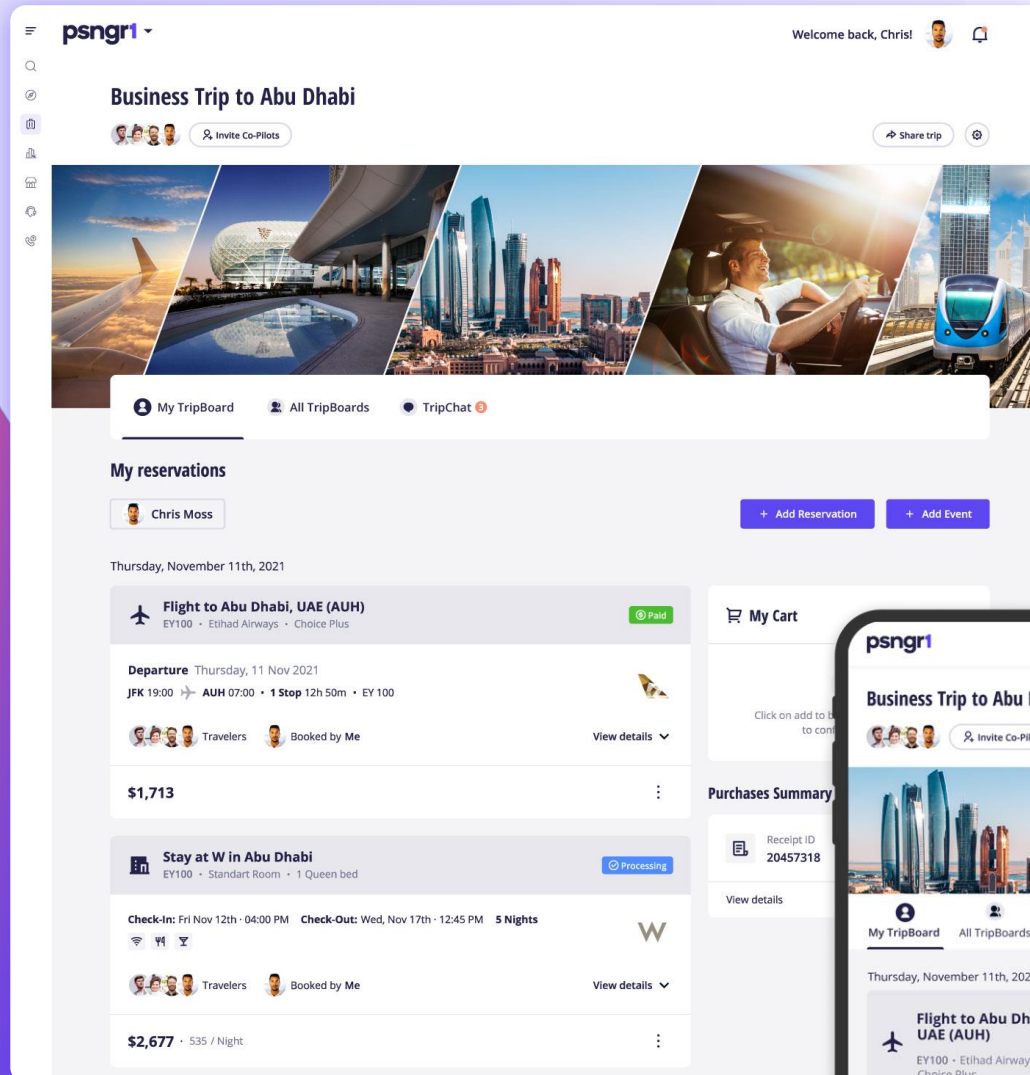 psngr1
Welcome back, Chris!
Business Trip to Abu Dhabi
Invite Co-Pilots
Share trip
My TripBoard
All TripBoards
TripChat 3
My reservations
Chris Moss
+ Add Reservation
+ Add Event
Thursday, November 11th, 2021
Flight to Abu Dhabi, UAE (AUH)
EY100 • Etihad Airways • Choice Plus
Paid
Departure Thursday, 11 Nov 2021
JFK 19:00 AUH 07:00 • 1 Stop 12h 50m • EY 100
Travelers
Booked by Me
View details
$1,713
Stay at W in Abu Dhabi
EY100 • Standart Room • 1 Queen bed
Processing
Check-In: Fri Nov 12th · 04:00 PM Check-Out: Wed, Nov 17th · 12:45 PM 5 Nights
W
Travelers
Booked by Me
View details
$2,677 · 535 / Night
My Cart
Click on add to
to
Purchases Summary
Receipt ID
20457318
View details
psngr1
Business Trip to Abu
Invite
My TripBoard
All TripBoards
Thursday, November 11th,
Flight to Abu
UAE (AUH)
EY100 • Etihad
Choice Plus